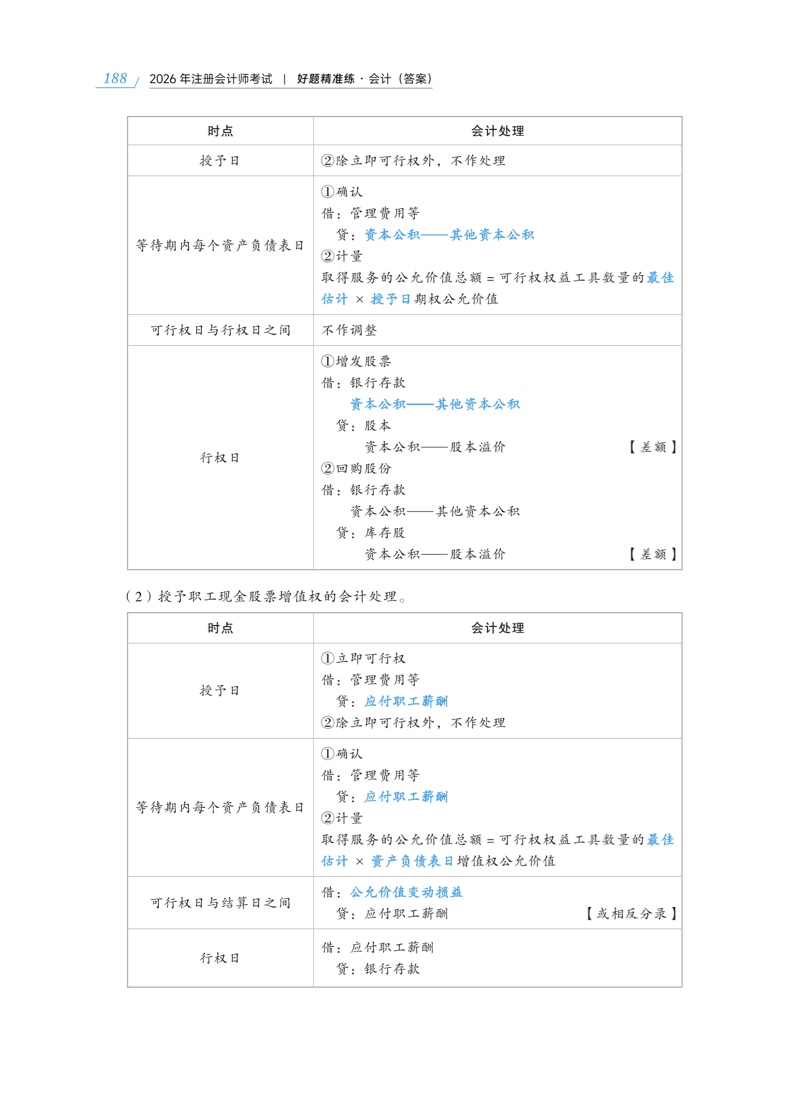 188 2026 年注册会计师考试 | 好题精准练·会计（答案）
时点 会计处理
授予日 ②除立即可行权外，不作处理
等待期内每个资产负债表日
①确认
借：管理费用等
贷：资本公积——其他资本公积
②计量
取得服务的公允价值总额 = 可行权权益工具数量的最佳
估计 × 授予日期权公允价值
可行权日与行权日之间 不作调整
行权日
①增发股票
借：银行存款
资本公积——其他资本公积
贷：股本
资本公积——股本溢价 【差额】
②回购股份
借：银行存款
资本公积——其他资本公积
贷：库存股
资本公积——股本溢价 【差额】
（2）授予职工现金股票增值权的会计处理。
时点 会计处理
授予日
①立即可行权
借：管理费用等
贷：应付职工薪酬
②除立即可行权外，不作处理
等待期内每个资产负债表日
①确认
借：管理费用等
贷：应付职工薪酬
②计量
取得服务的公允价值总额 = 可行权权益工具数量的最佳
估计 × 资产负债表日增值权公允价值
可行权日与结算日之间
借：公允价值变动损益
贷：应付职工薪酬 【或相反分录】
行权日
借：应付职工薪酬
贷：银行存款